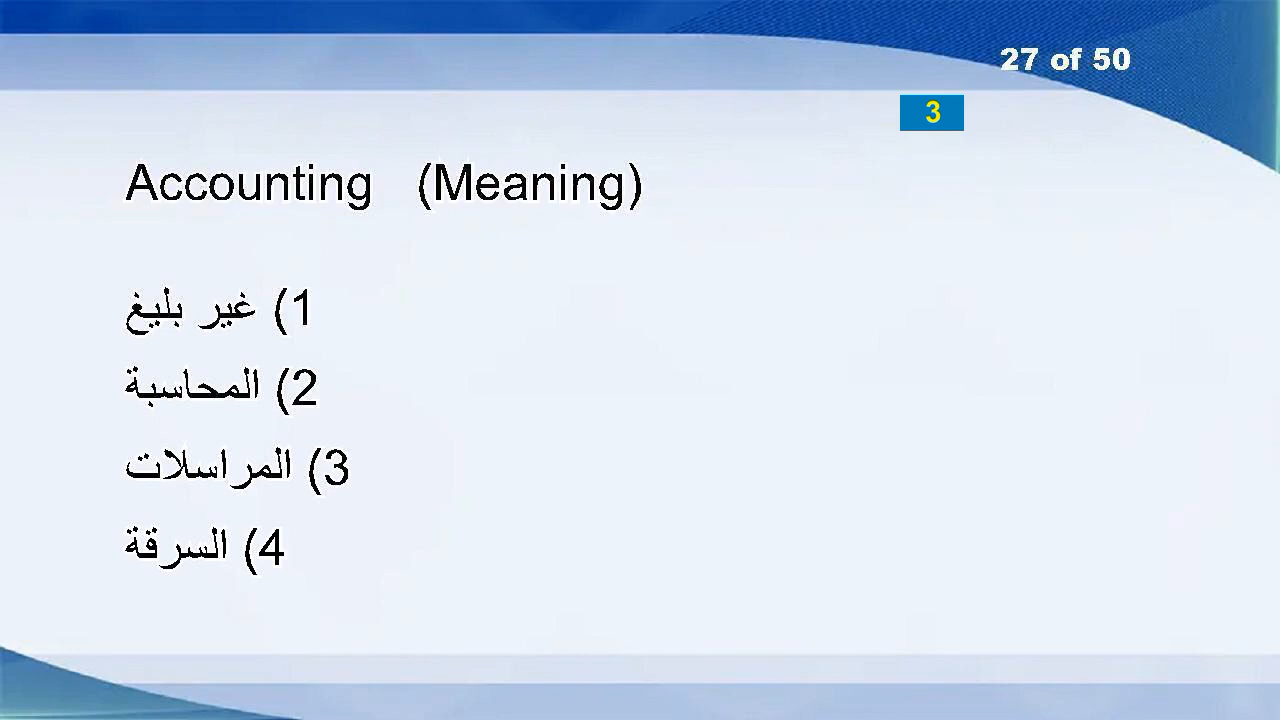 27 of 50
3
Accounting (Meaning)
1) غير بليغ
2) المحاسبة
3) المراسلات
4) السرقة